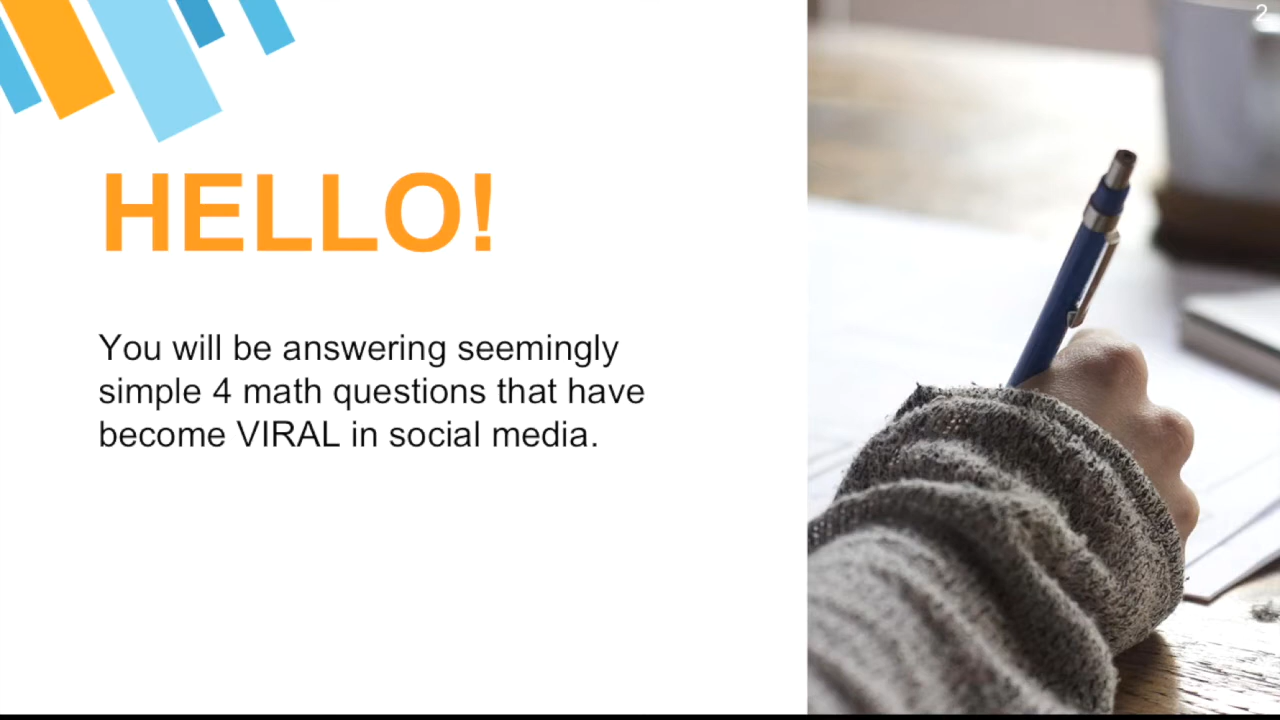 2
HELLO!
You will be answering seemingly
simple 4 math questions that have
become VIRAL in social media.